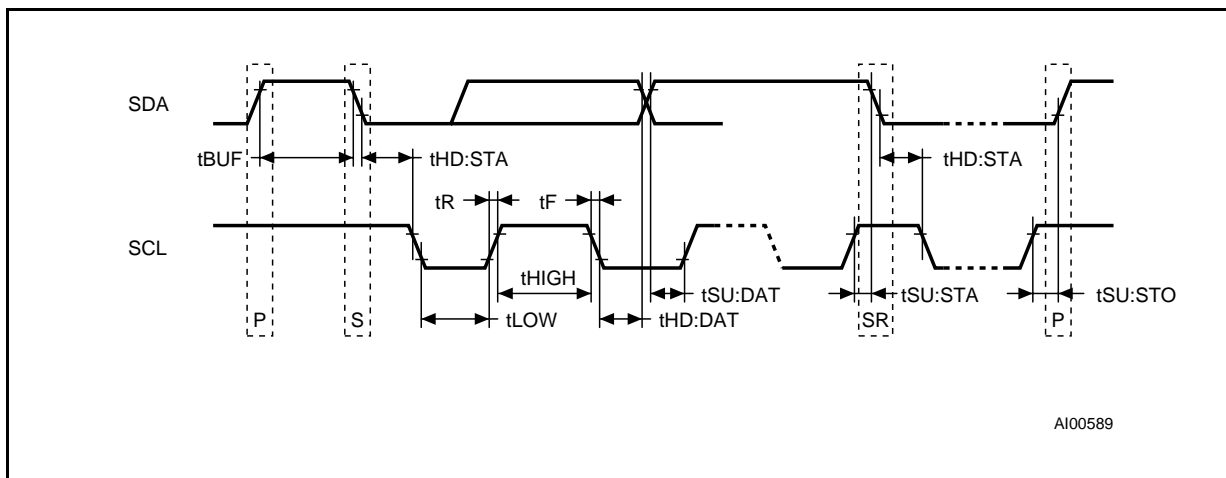 SDA
tBUF
tHD:STA
tHD:STA
tR
tF
SCL
tHIGH
tSU:DAT
tSU:STA
tSU:STO
P
S
tLOW
tHD:DAT
SR
P
AI00589